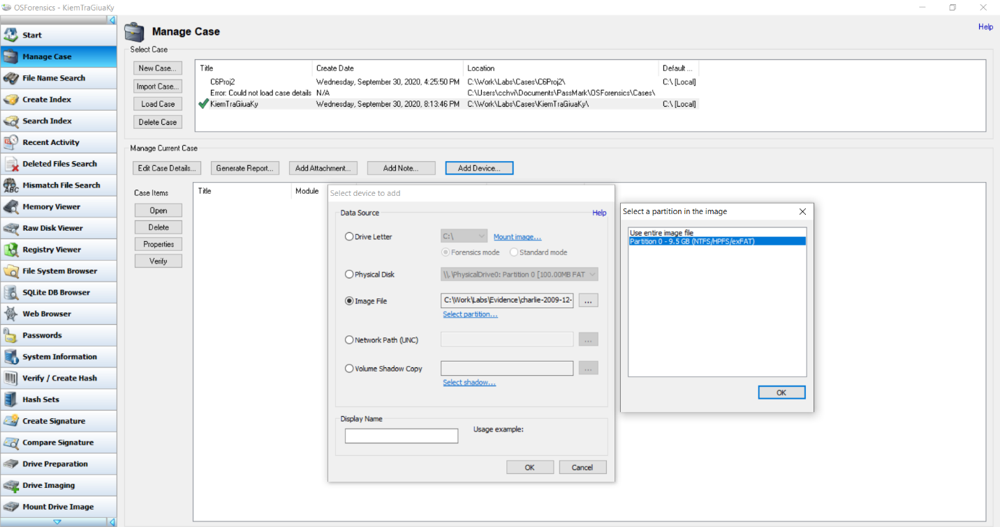 OSForensics - KiemTraGiuaKy
Start
Manage Case
File Name Search
Create Index
Search Index
Recent Activity
Deleted Files Search
Mismatch File Search
Memory Viewer
Raw Disk Viewer
Registry Viewer
File System Browser
SQLite DB Browser
Web Browser
Passwords
System Information
Verify / Create Hash
Hash Sets
Create Signature
Compare Signature
Drive Preparation
Drive Imaging
Mount Drive Image
Manage Case
Help
Select Case
New Case...
Import Case...
Load Case
Delete Case
Title Create Date Location Default ...
C6Proj2 Wednesday, September 30, 2020, 4:25:50 PM C:\Work\Labs\Cases\C6Proj2\ C:\ [Local]
Error: Could not load case details N/A C:\Users\cchvi\Documents\PassMark\OSForensics\Cases\
KiemTraGiuaKy Wednesday, September 30, 2020, 8:13:46 PM C:\Work\Labs\Cases\KiemTraGiuaKy\ C:\ [Local]
Manage Current Case
Edit Case Details... Generate Report... Add Attachment... Add Note... Add Device...
Case Items
Open
Delete
Properties
Verify
Title Module
Select device to add
Data Source Help
Drive Letter C:\ Mount image...
Forensics mode Standard mode
Physical Disk \\.\PhysicalDrive0: Partition 0 [100.00MB FAT
Image File C:\Work\Labs\Evidence\charlie-2009-12- ...
Select partition...
Network Path (UNC) ...
Volume Shadow Copy ...
Select shadow...
Display Name
Usage example:
OK Cancel
Select a partition in the image
Use entire image file
Partition 0 - 9.5 GB (NTFS/HPFS/exFAT)
OK